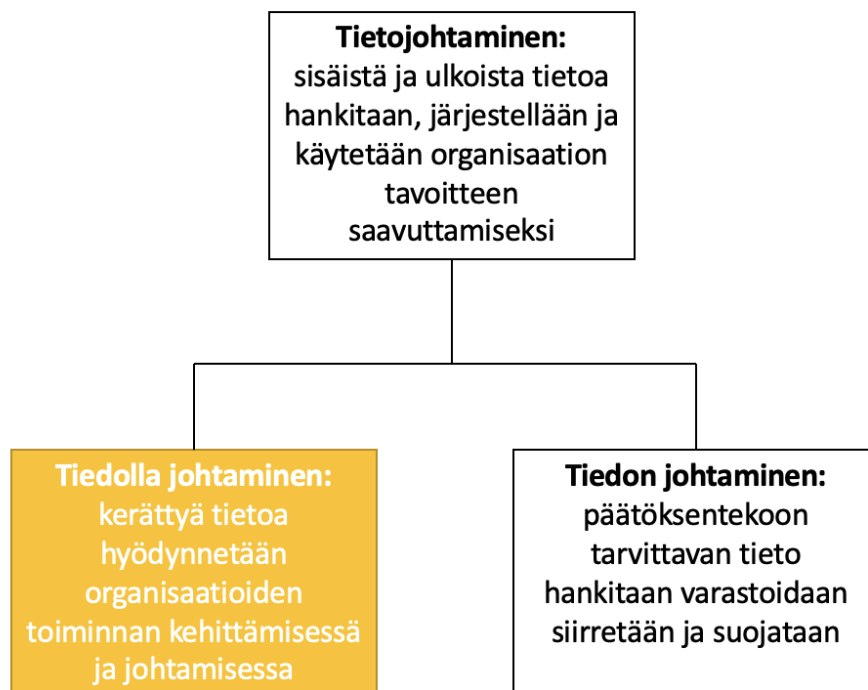 Tietojohtaminen:
sisäistä ja ulkoista tietoa
hankitaan, järjestellään ja
käytetään organisaation
tavoitteen
saavuttamiseksi
Tiedolla johtaminen:
kerättyä tietoa
hyödynnetään
organisaatioiden
toiminnan kehittämisessä
ja johtamisessa
Tiedon johtaminen:
päätöksentekoon
tarvittavan tieto
hankitaan varastoidaan
siirretään ja suojataan